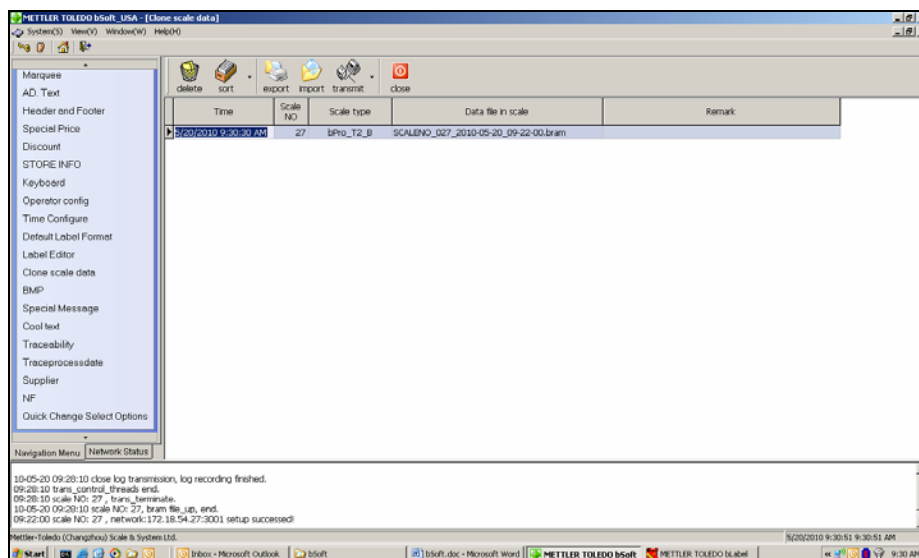 METTLER TOLEDO bSoft_USA - [Clone scale data]
System(S) View(V) Window(W) Help(H)
delete sort export import transmit close
Marquee
AD. Text
Header and Footer
Special Price
Discount
STORE INFO
Keyboard
Operator config
Time Configure
Default Label Format
Label Editor
Clone scale data
BMP
Special Message
Cool text
Traceability
Traceprocessdate
Supplier
NF
Quick Change Select Options
Navigation Menu Network Status
Time Scale NO Scale type Data file in scale Remark
5/20/2010 9:30:30 AM 27 bPro_T2_B SCALENO_027_2010-05-20_09-22-00.bram
10-05-20 09:28:10 close log transmission, log recording finshed.
09:28:10 trans_control_threads end.
09:28:10 scale NO: 27 , trans_terminate.
10-05-20 09:28:10 scale NO: 27, bram file_up, end.
09:22:00 scale NO: 27 , network:172.18.54.27:3001 setup successed!
Mettler-Toledo (Changzhou) Scale & System Ltd.
5/20/2010 9:30:51 9:30:51 AM
Start Inbox - Microsoft Outlook bSoft bSoft.doc - Microsoft Word METTLER TOLEDO bSoft METTLER TOLEDO bLabel 9:30 AM